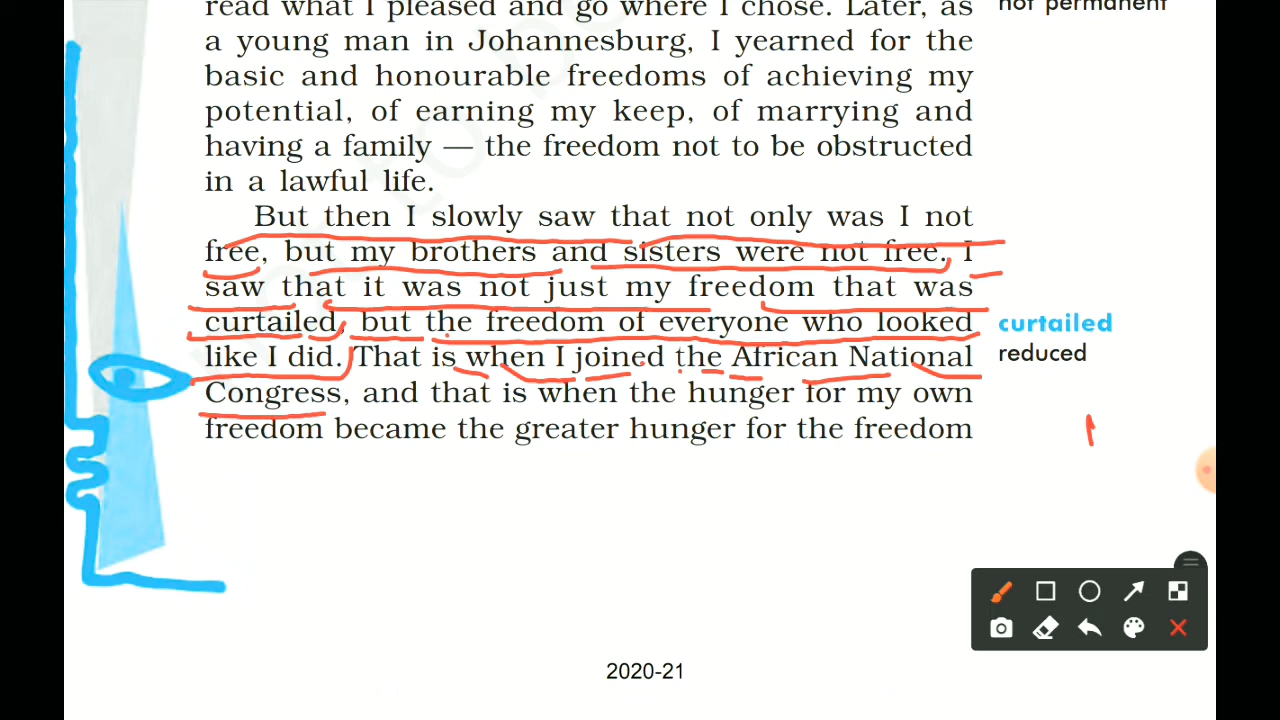 read what I pleased and go where I chose. Later, as
not permanent
a young man in Johannesburg, I yearned for the
basic and honourable freedoms of achieving my
potential, of earning my keep, of marrying and
having a family — the freedom not to be obstructed
in a lawful life.
But then I slowly saw that not only was I not
free, but my brothers and sisters were not free. I
saw that it was not just my freedom that was
curtailed, but the freedom of everyone who looked
curtailed
like I did. That is when I joined the African National
reduced
Congress, and that is when the hunger for my own
freedom became the greater hunger for the freedom
2020-21